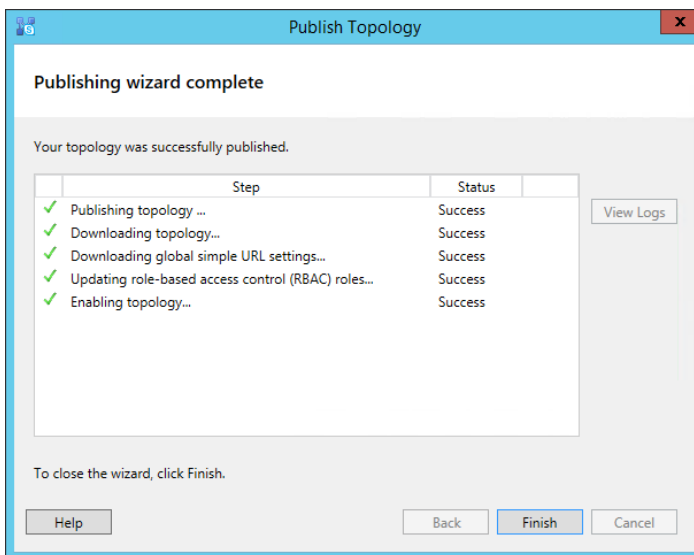 Publish Topology
x
Publishing wizard complete
Your topology was successfully published.
Step Status
Publishing topology ... Success
Downloading topology... Success
Downloading global simple URL settings... Success
Updating role-based access control (RBAC) roles... Success
Enabling topology... Success
View Logs
To close the wizard, click Finish.
Help Back Finish Cancel